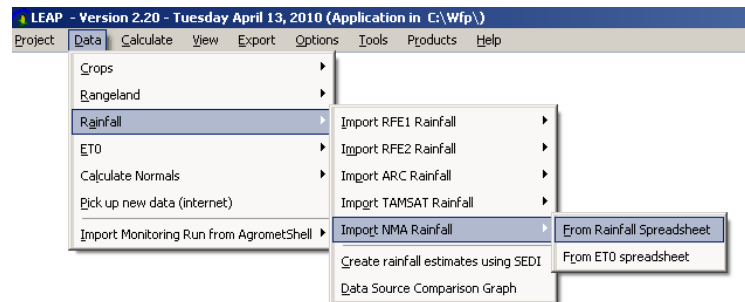 LEAP - Version 2.20 - Tuesday April 13, 2010 (Application in C:\Wfp\)
Project Data Calculate View Export Options Tools Products Help
Crops
Rangeland
Rainfall
ET0
Calculate Normals
Pick up new data (internet)
Import Monitoring Run from AgrometShell
Import RFE1 Rainfall
Import RFE2 Rainfall
Import ARC Rainfall
Import TAMSAT Rainfall
Import NMA Rainfall
Create rainfall estimates using SEDI
Data Source Comparison Graph
From Rainfall Spreadsheet
From ET0 spreadsheet